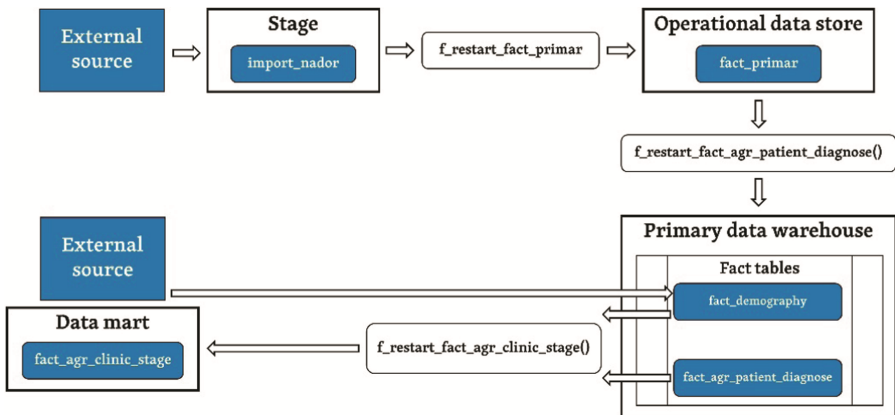 External
source
Stage
import_nador
f_restart_fact_primar
Operational data store
fact_primar
f_restart_fact_agr_patient_diagnose()
Primary data warehouse
Fact tables
fact_demography
fact_agr_patient_diagnose
External
source
f_restart_fact_agr_clinic_stage()
Data mart
fact_agr_clinic_stage